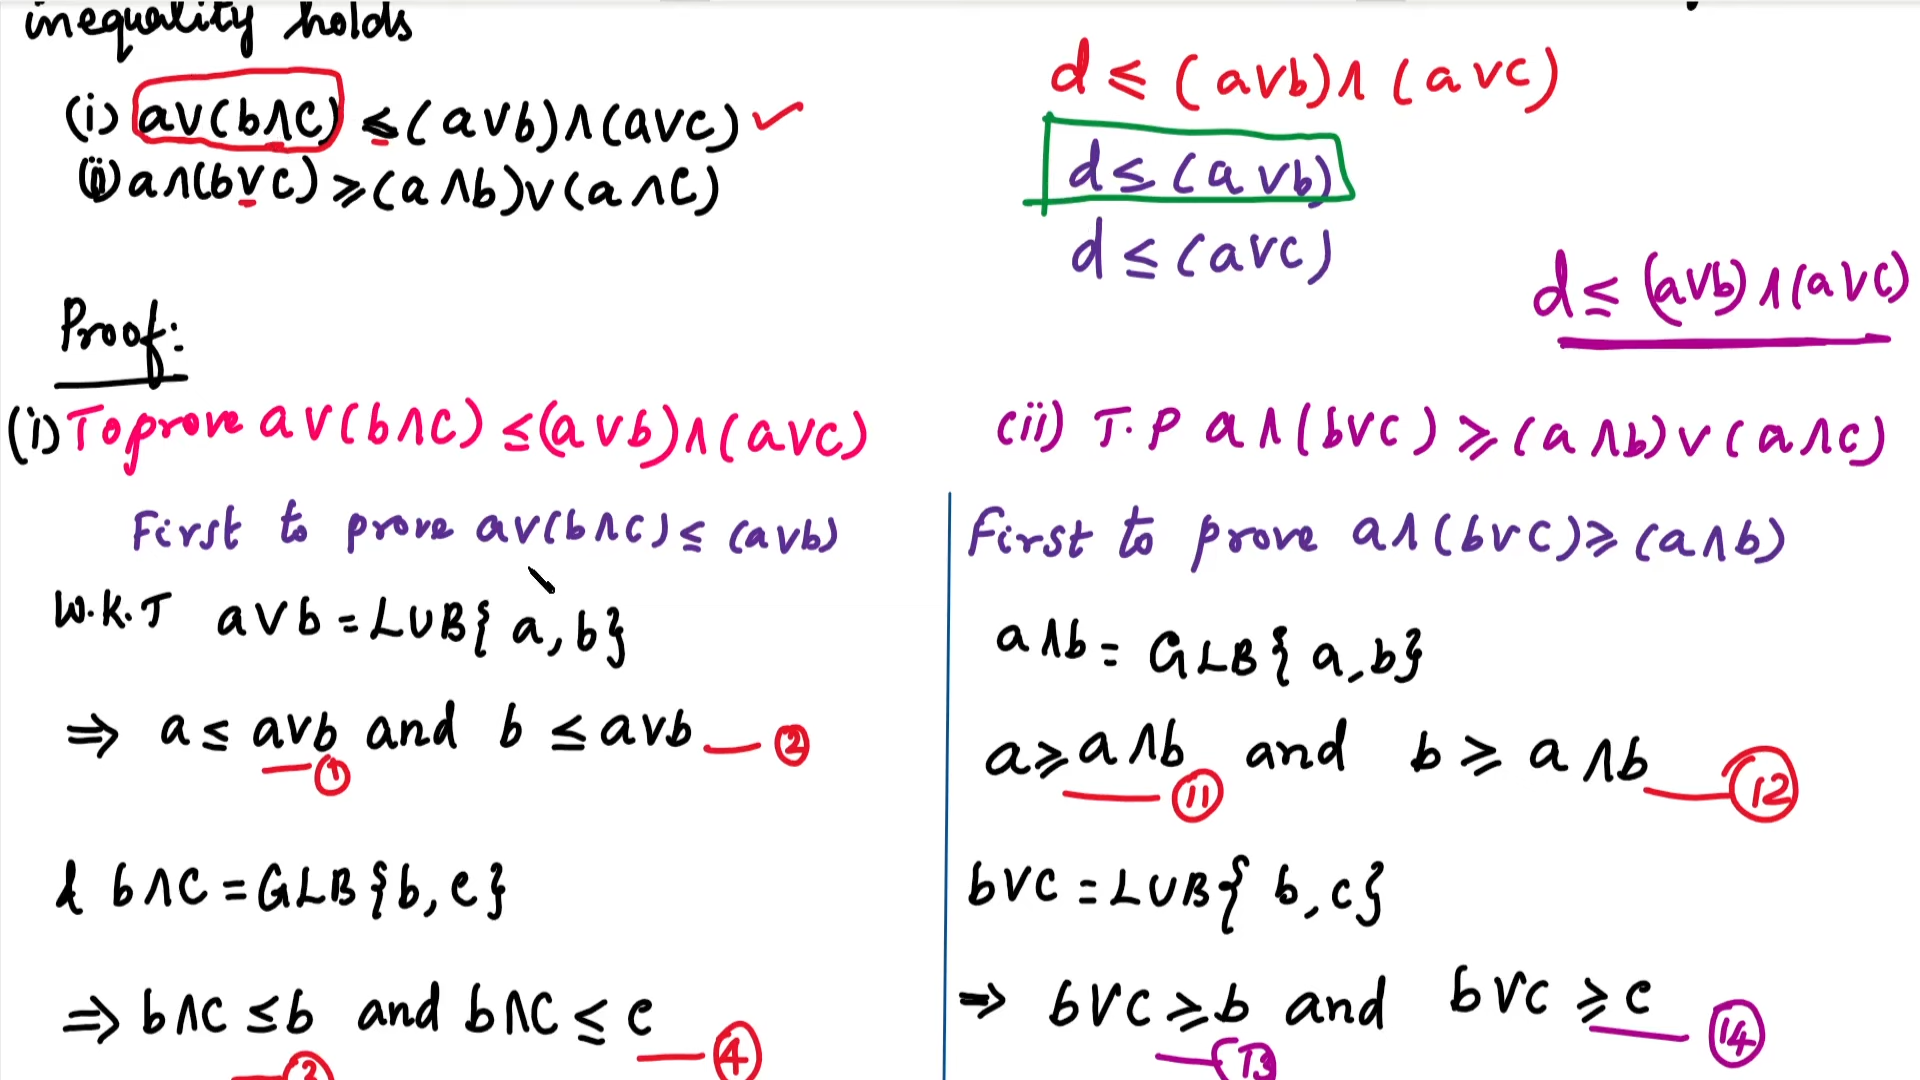 inequality holds
(i) a∨(b∧c) ≤ (a∨b)∧(a∨c) ✓
(ii) a∧(b∨c) ⩾ (a∧b)∨(a∧c)
d ≤ (a∨b)∧(a∨c)
d ≤ (a∨b)
d ≤ (a∨c)
d ≤ (a∨b)∧(a∨c)
Proof:
(i) To prove a∨(b∧c) ≤ (a∨b)∧(a∨c)
First to prove a∨(b∧c) ≤ (a∨b)
W.K.T a∨b = LUB{a, b}
⇒ a ≤ a∨b and b ≤ a∨b — ②
— ①
& b∧c = GLB{b, c}
⇒ b∧c ≤ b and b∧c ≤ c
— ③ — ④
(ii) T.P a∧(b∨c) ⩾ (a∧b)∨(a∧c)
First to prove a∧(b∨c) ⩾ (a∧b)
a∧b = GLB{a, b}
a ⩾ a∧b and b ⩾ a∧b
— ⑪ — ⑫
b∨c = LUB{b, c}
⇒ b∨c ⩾ b and b∨c ⩾ c
— ⑬ — ⑭